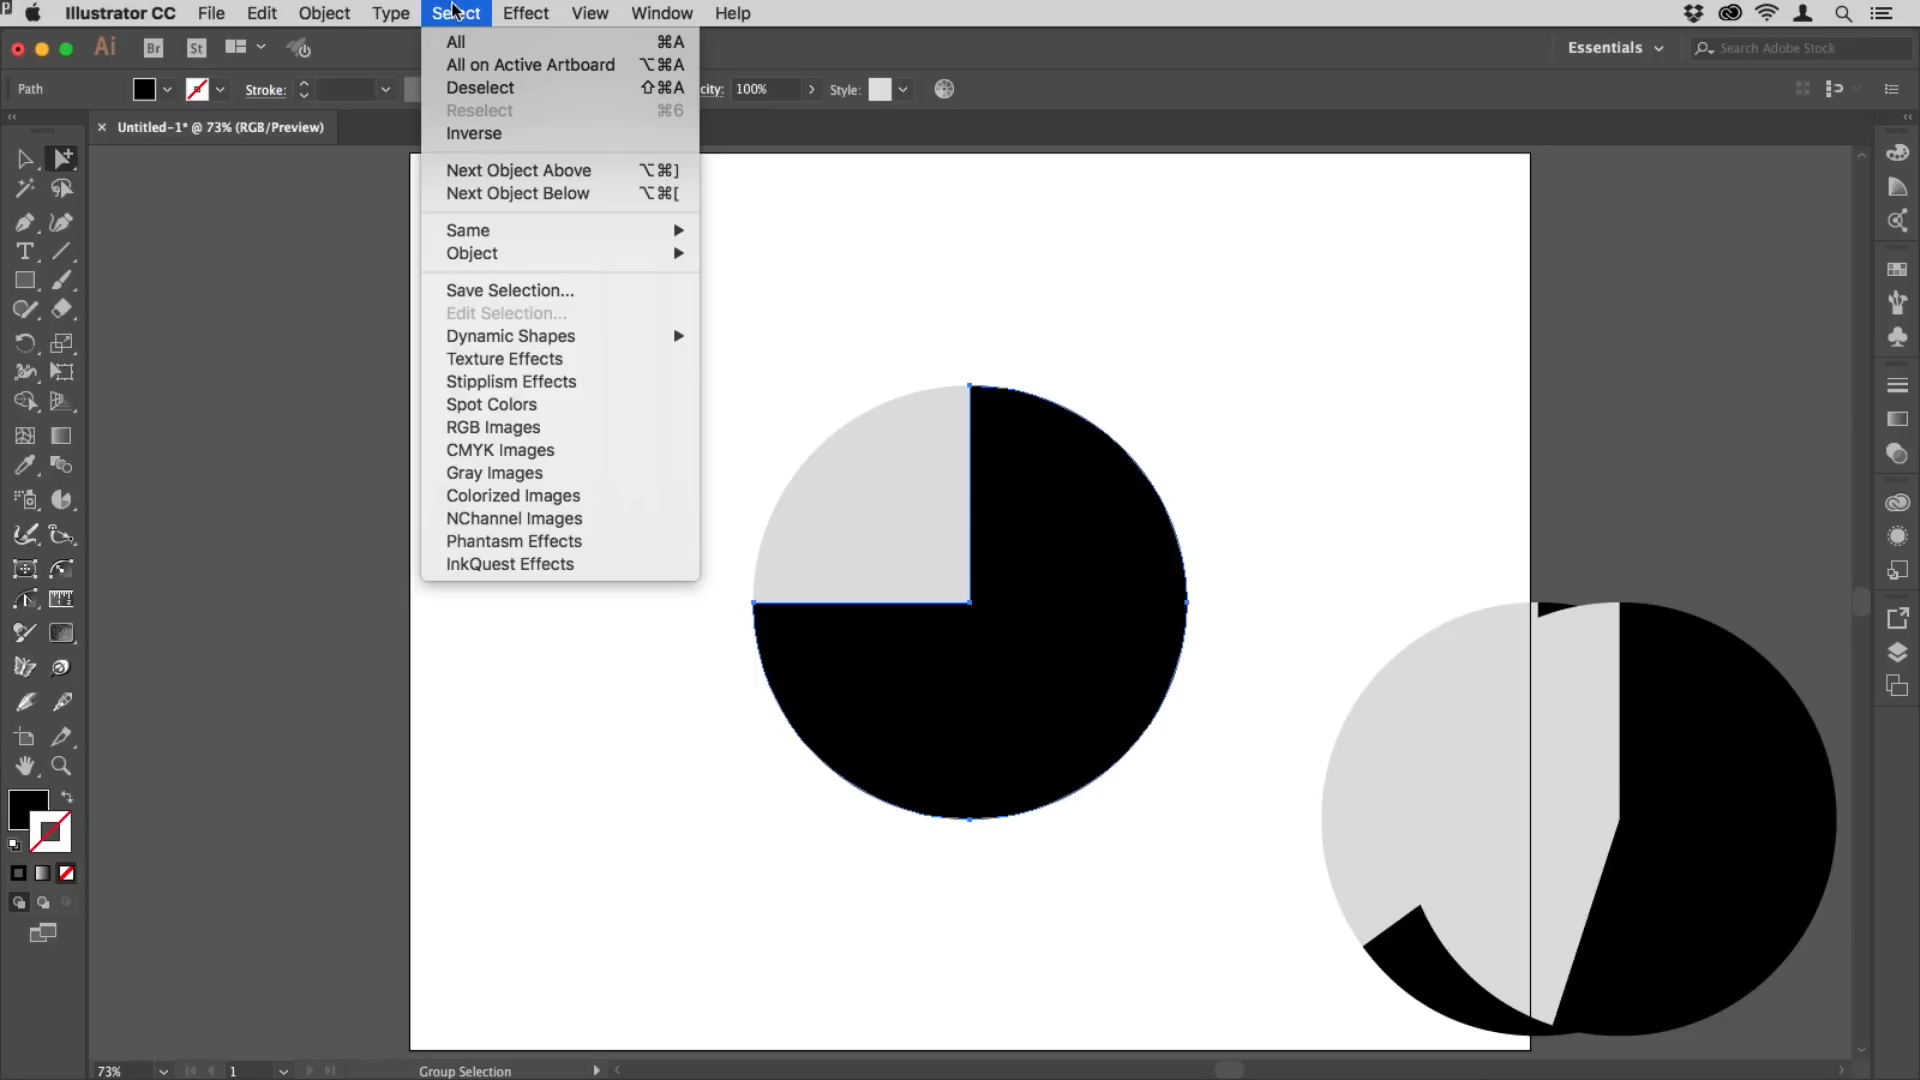 Illustrator CC File Edit Object Type Select Effect View Window Help
Ai Br St Essentials Search Adobe Stock
Path Stroke: city: 100% Style:
Untitled-1* @ 73% (RGB/Preview)
All ⌘A
All on Active Artboard ⌥⌘A
Deselect ⇧⌘A
Reselect ⌘6
Inverse
Next Object Above ⌥⌘]
Next Object Below ⌥⌘[
Same
Object
Save Selection...
Edit Selection...
Dynamic Shapes
Texture Effects
Stipplism Effects
Spot Colors
RGB Images
CMYK Images
Gray Images
Colorized Images
NChannel Images
Phantasm Effects
InkQuest Effects
73% 1 Group Selection